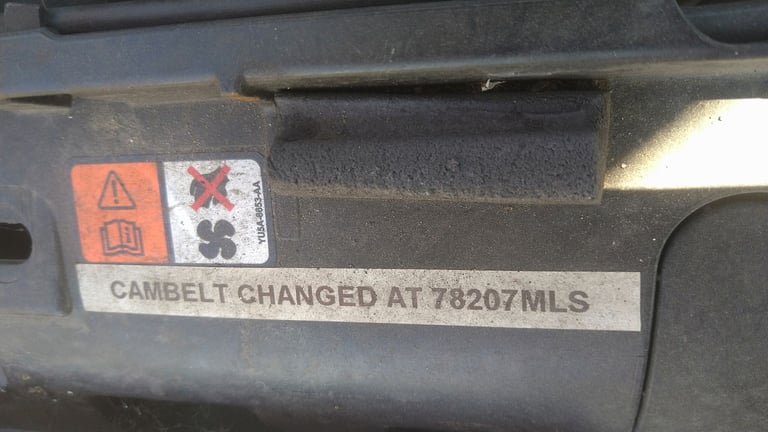 YU5A-8653-AA
CAMBELT CHANGED AT 78207MLS